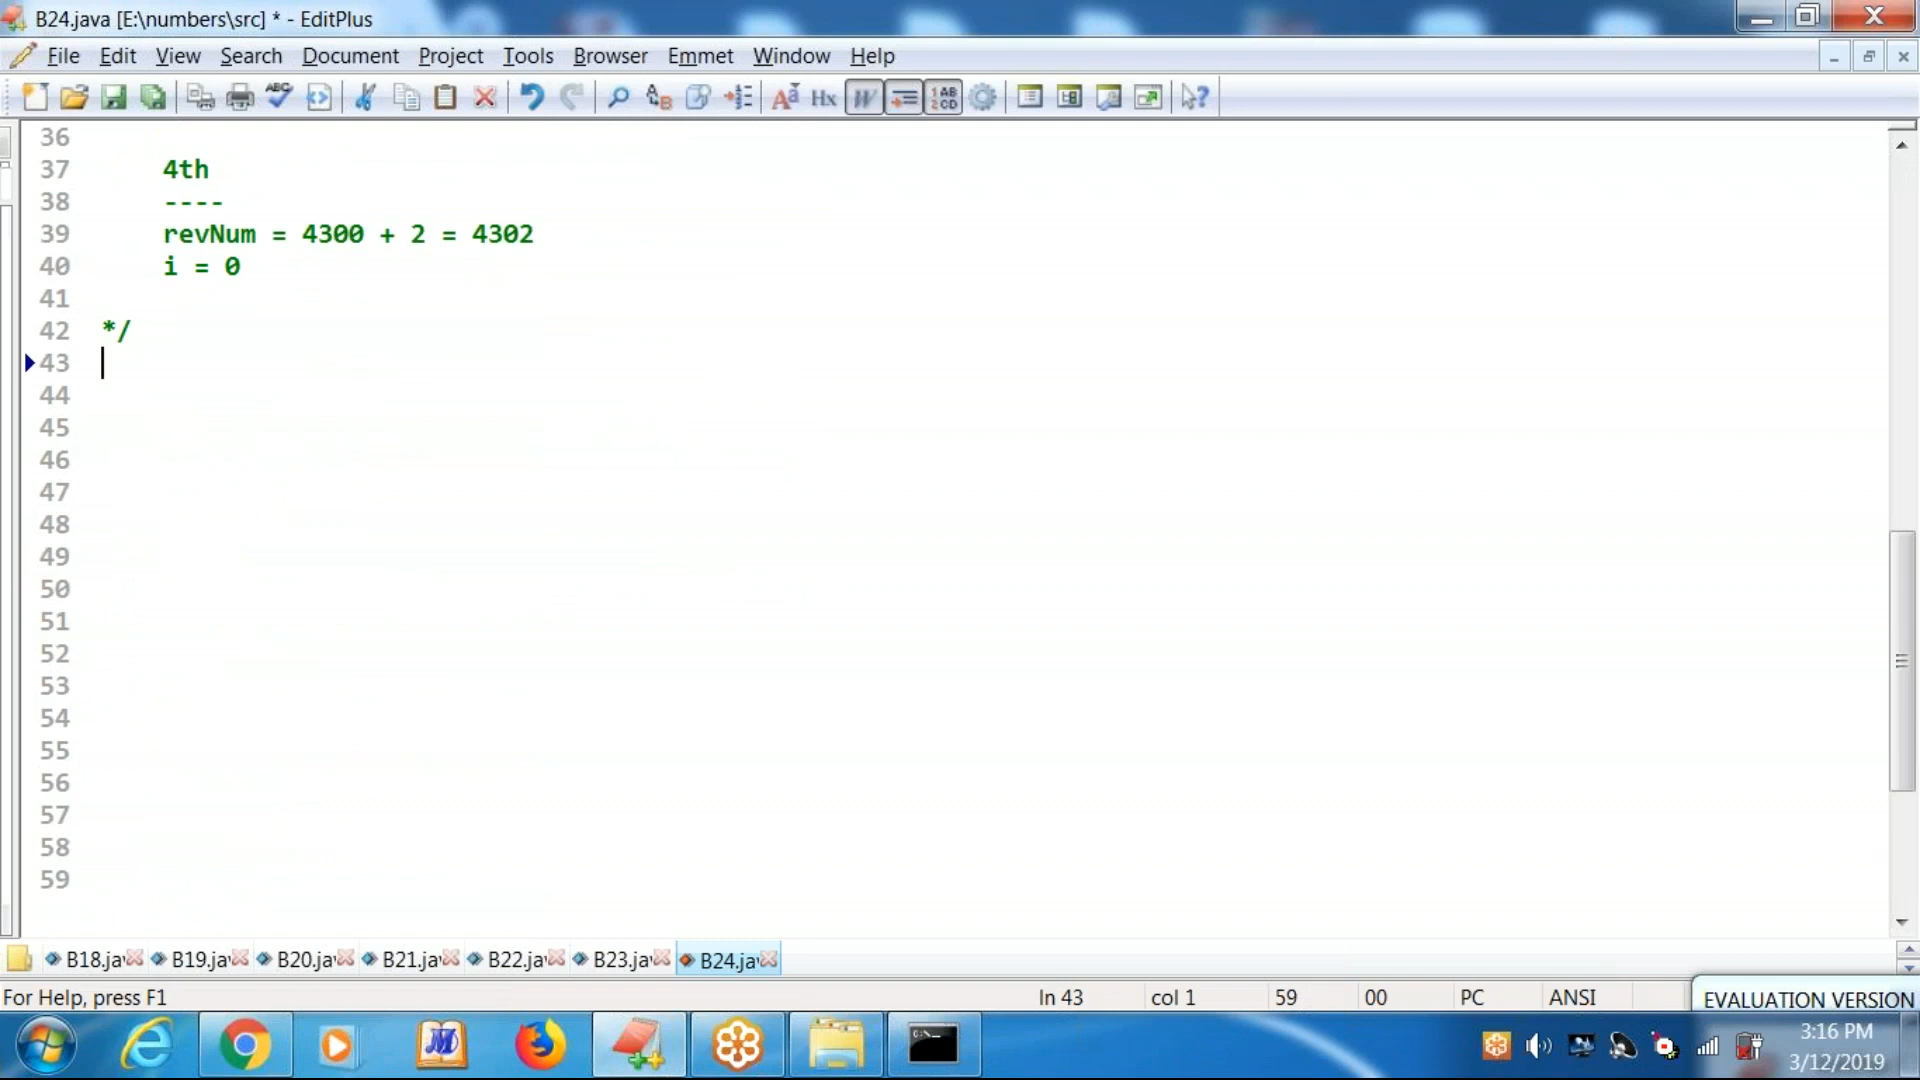 B24.java [E:\numbers\src] * - EditPlus
File Edit View Search Document Project Tools Browser Emmet Window Help
36
37 4th
38 ----
39 revNum = 4300 + 2 = 4302
40 i = 0
41
42 */
43
44
45
46
47
48
49
50
51
52
53
54
55
56
57
58
59
B18.ja B19.ja B20.ja B21.ja B22.ja B23.ja B24.ja
For Help, press F1 ln 43 col 1 59 00 PC ANSI EVALUATION VERSION
3:16 PM
3/12/2019